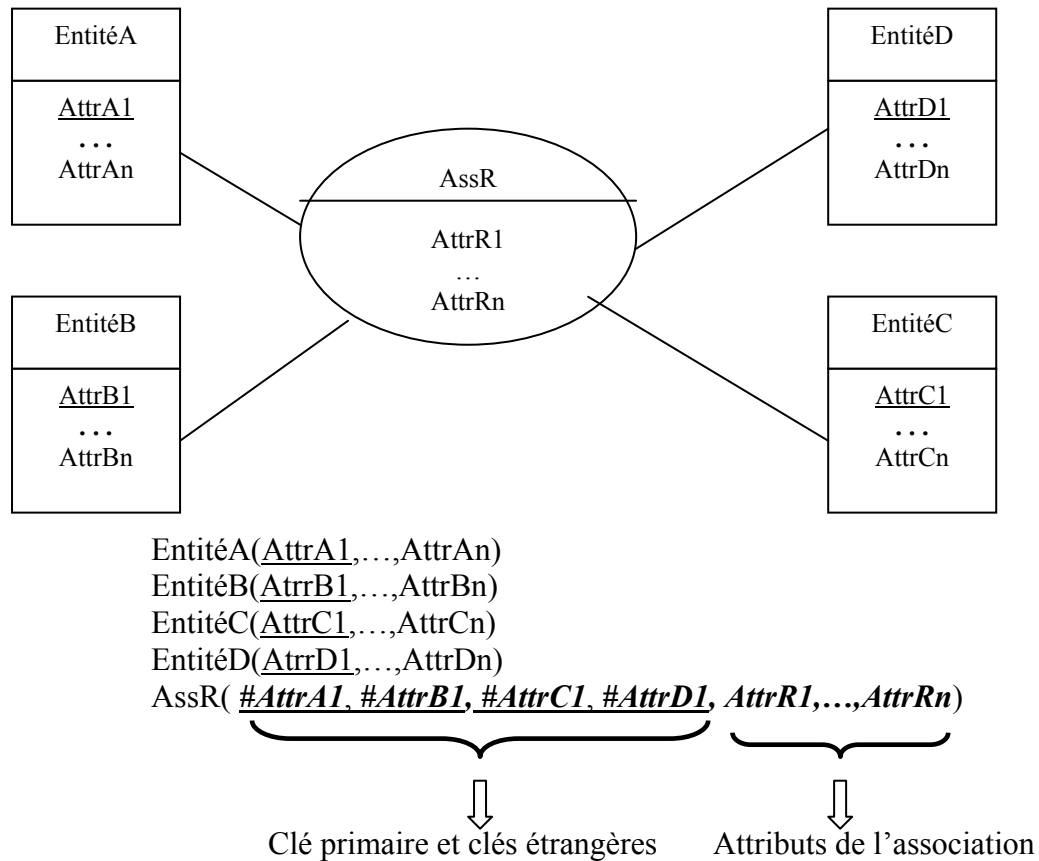 EntitéA
AttrA1
...
AttrAn
EntitéD
AttrD1
...
AttrDn
AssR
AttrR1
...
AttrRn
EntitéB
AttrB1
...
AttrBn
EntitéC
AttrC1
...
AttrCn
EntitéA(AttrA1,…,AttrAn)
EntitéB(AtrrB1,…,AttrBn)
EntitéC(AttrC1,…,AttrCn)
EntitéD(AtrrD1,…,AttrDn)
AssR( #AttrA1, #AttrB1, #AttrC1, #AttrD1, AttrR1,…,AttrRn)
Clé primaire et clés étrangères Attributs de l’association